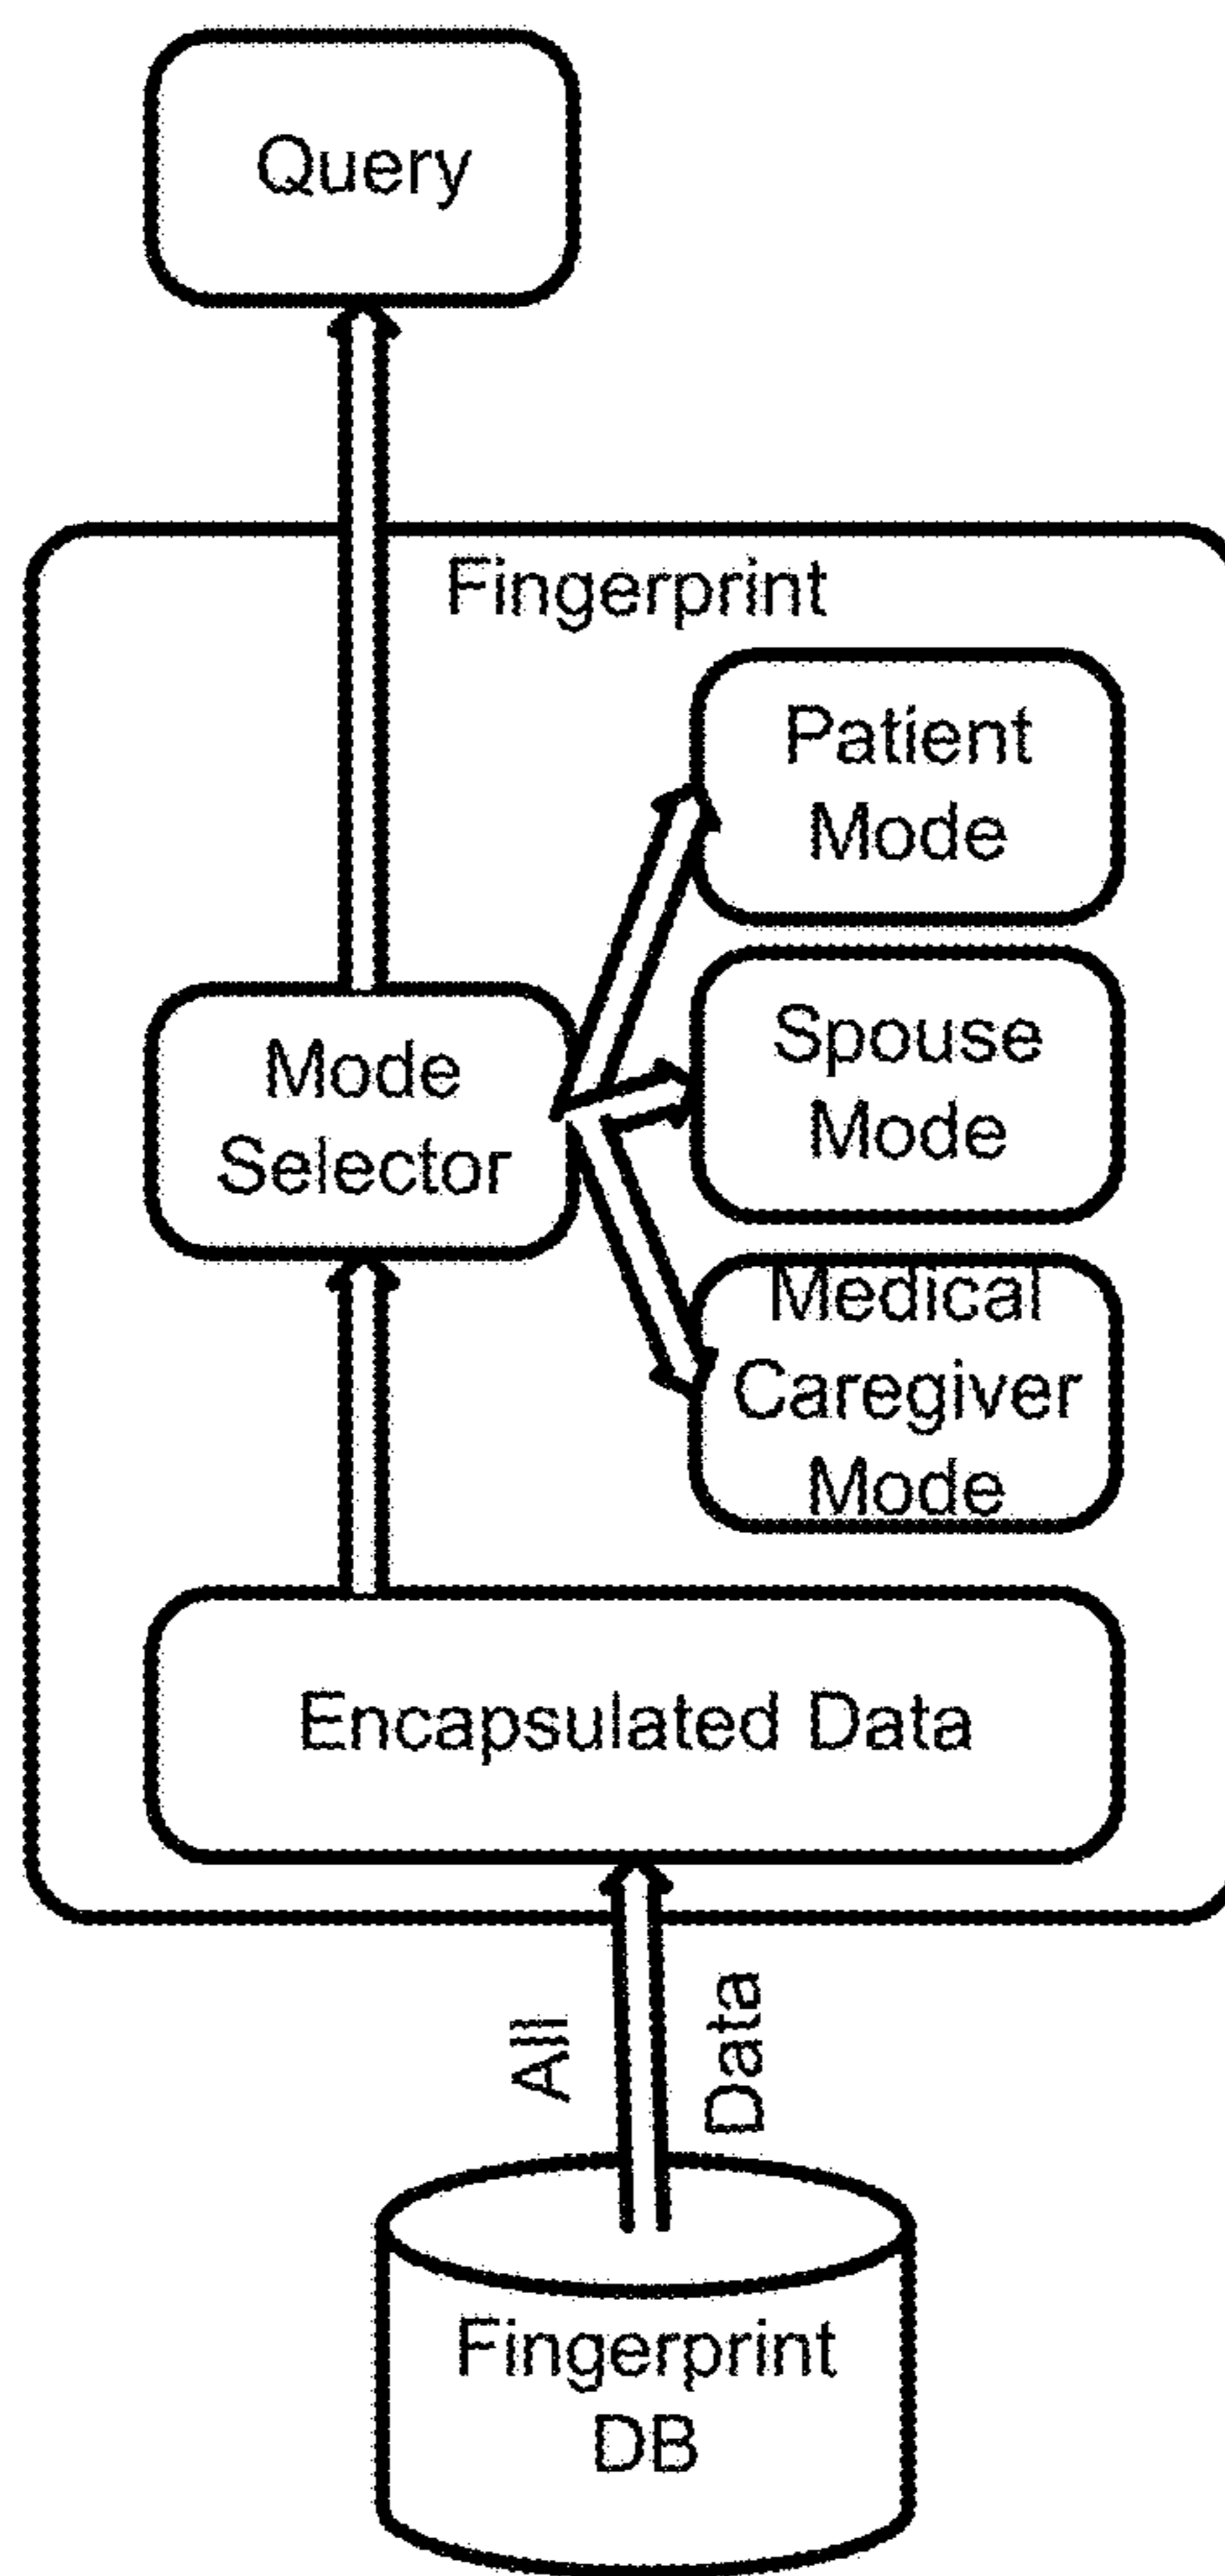 Query
Fingerprint
Patient
Mode
Mode
Selector
Spouse
Mode
Medical
Caregiver
Mode
Encapsulated Data
All
Data
Fingerprint
DB